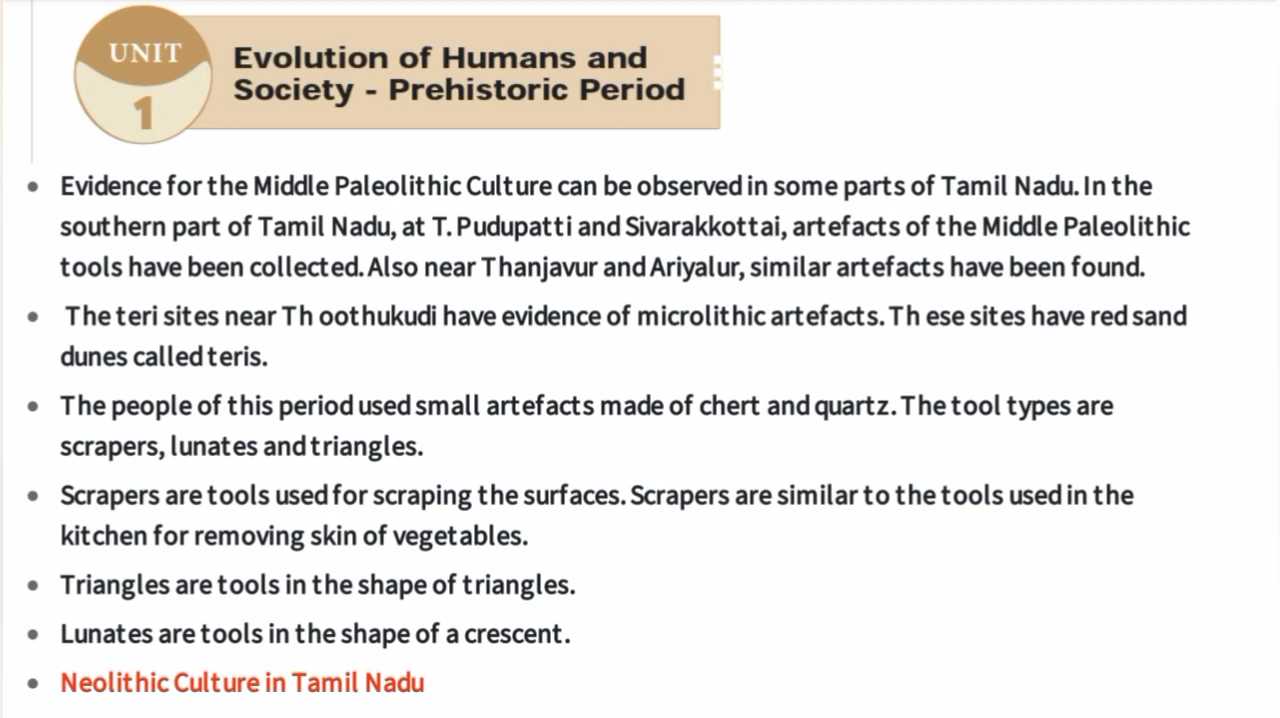 UNIT
1
Evolution of Humans and
Society - Prehistoric Period
• Evidence for the Middle Paleolithic Culture can be observed in some parts of Tamil Nadu. In the
southern part of Tamil Nadu, at T. Pudupatti and Sivarakkottai, artefacts of the Middle Paleolithic
tools have been collected. Also near Thanjavur and Ariyalur, similar artefacts have been found.
• The teri sites near Th oothukudi have evidence of microlithic artefacts. Th ese sites have red sand
dunes called teris.
• The people of this period used small artefacts made of chert and quartz. The tool types are
scrapers, lunates and triangles.
• Scrapers are tools used for scraping the surfaces. Scrapers are similar to the tools used in the
kitchen for removing skin of vegetables.
• Triangles are tools in the shape of triangles.
• Lunates are tools in the shape of a crescent.
• Neolithic Culture in Tamil Nadu